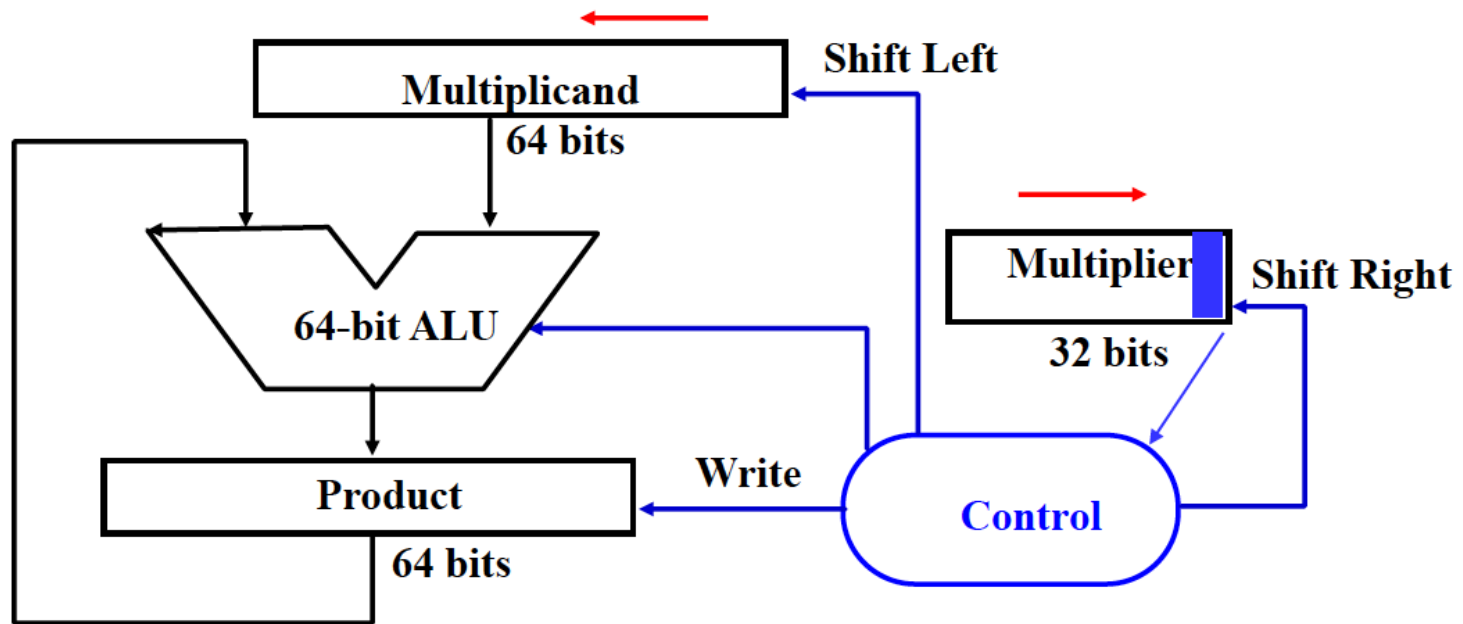 Shift Left
Multiplicand
64 bits
Multiplier
Shift Right
64-bit ALU
32 bits
Write
Product
Control
64 bits